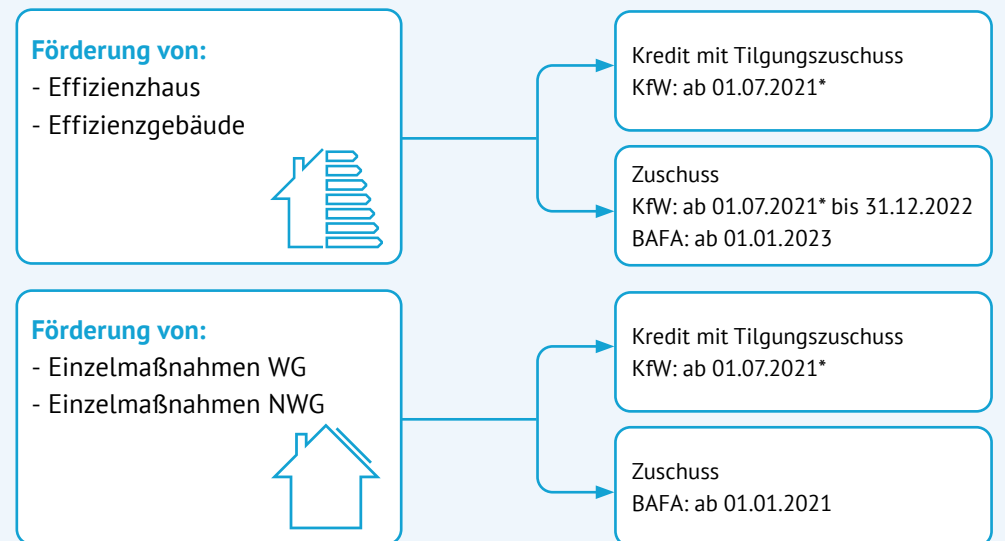 Förderung von:
- Effizienzhaus
- Effizienzgebäude
Kredit mit Tilgungszuschuss
KfW: ab 01.07.2021*
Zuschuss
KfW: ab 01.07.2021* bis 31.12.2022
BAFA: ab 01.01.2023
Förderung von:
- Einzelmaßnahmen WG
- Einzelmaßnahmen NWG
Kredit mit Tilgungszuschuss
KfW: ab 01.07.2021*
Zuschuss
BAFA: ab 01.01.2021